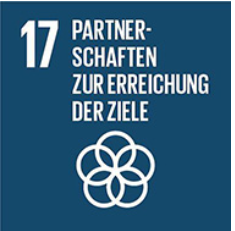 17 PARTNER-
SCHAFTEN
ZUR ERREICHUNG
DER ZIELE